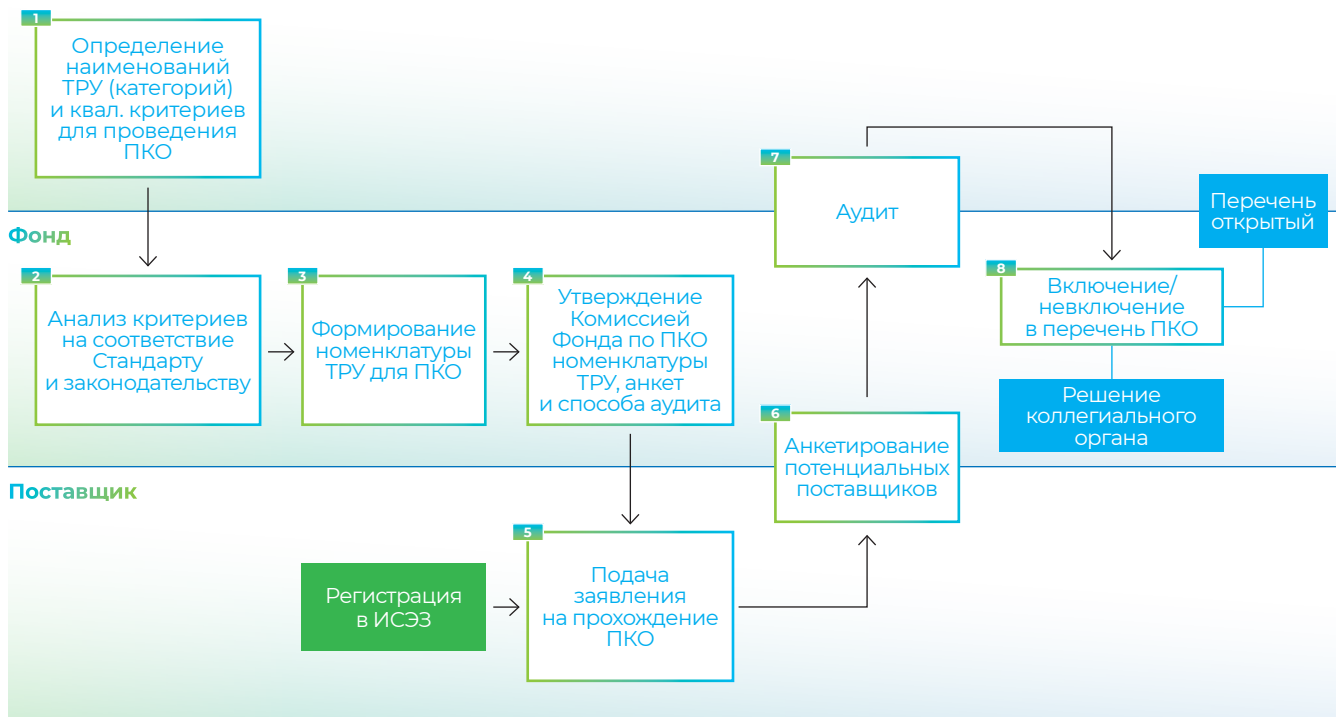 1
Определение
наименований
ТРУ (категорий)
и квал. критериев
для проведения
ПКО
7
Аудит
Перечень
открытый
Фонд
2
Анализ критериев
на соответствие
Стандарту
и законодательству
3
Формирование
номенклатуры
ТРУ для ПКО
4
Утверждение
Комиссией
Фонда по ПКО
номенклатуры
ТРУ, анкет
и способа аудита
8
Включение/
невключение
в перечень ПКО
Решение
коллегиального
органа
6
Анкетирование
потенциальных
поставщиков
Поставщик
Регистрация
в ИСЭЗ
5
Подача
заявления
на прохождение
ПКО